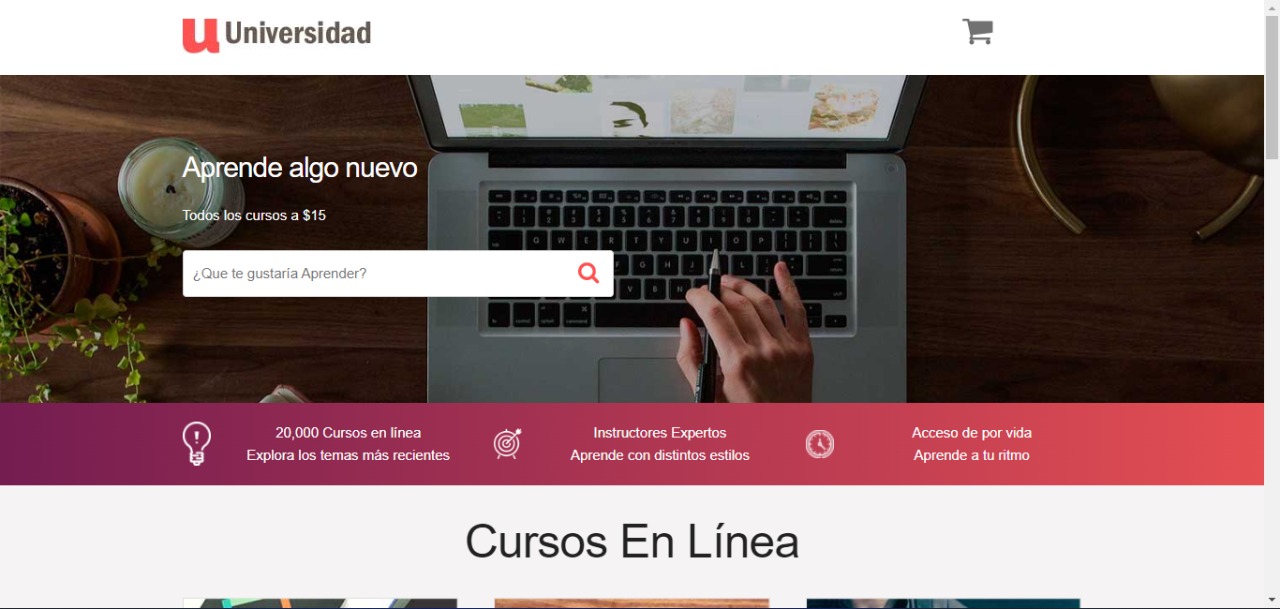 u Universidad
Aprende algo nuevo
Todos los cursos a $15
¿Que te gustaría Aprender?
20,000 Cursos en línea
Explora los temas más recientes
Instructores Expertos
Aprende con distintos estilos
Acceso de por vida
Aprende a tu ritmo
Cursos En Línea